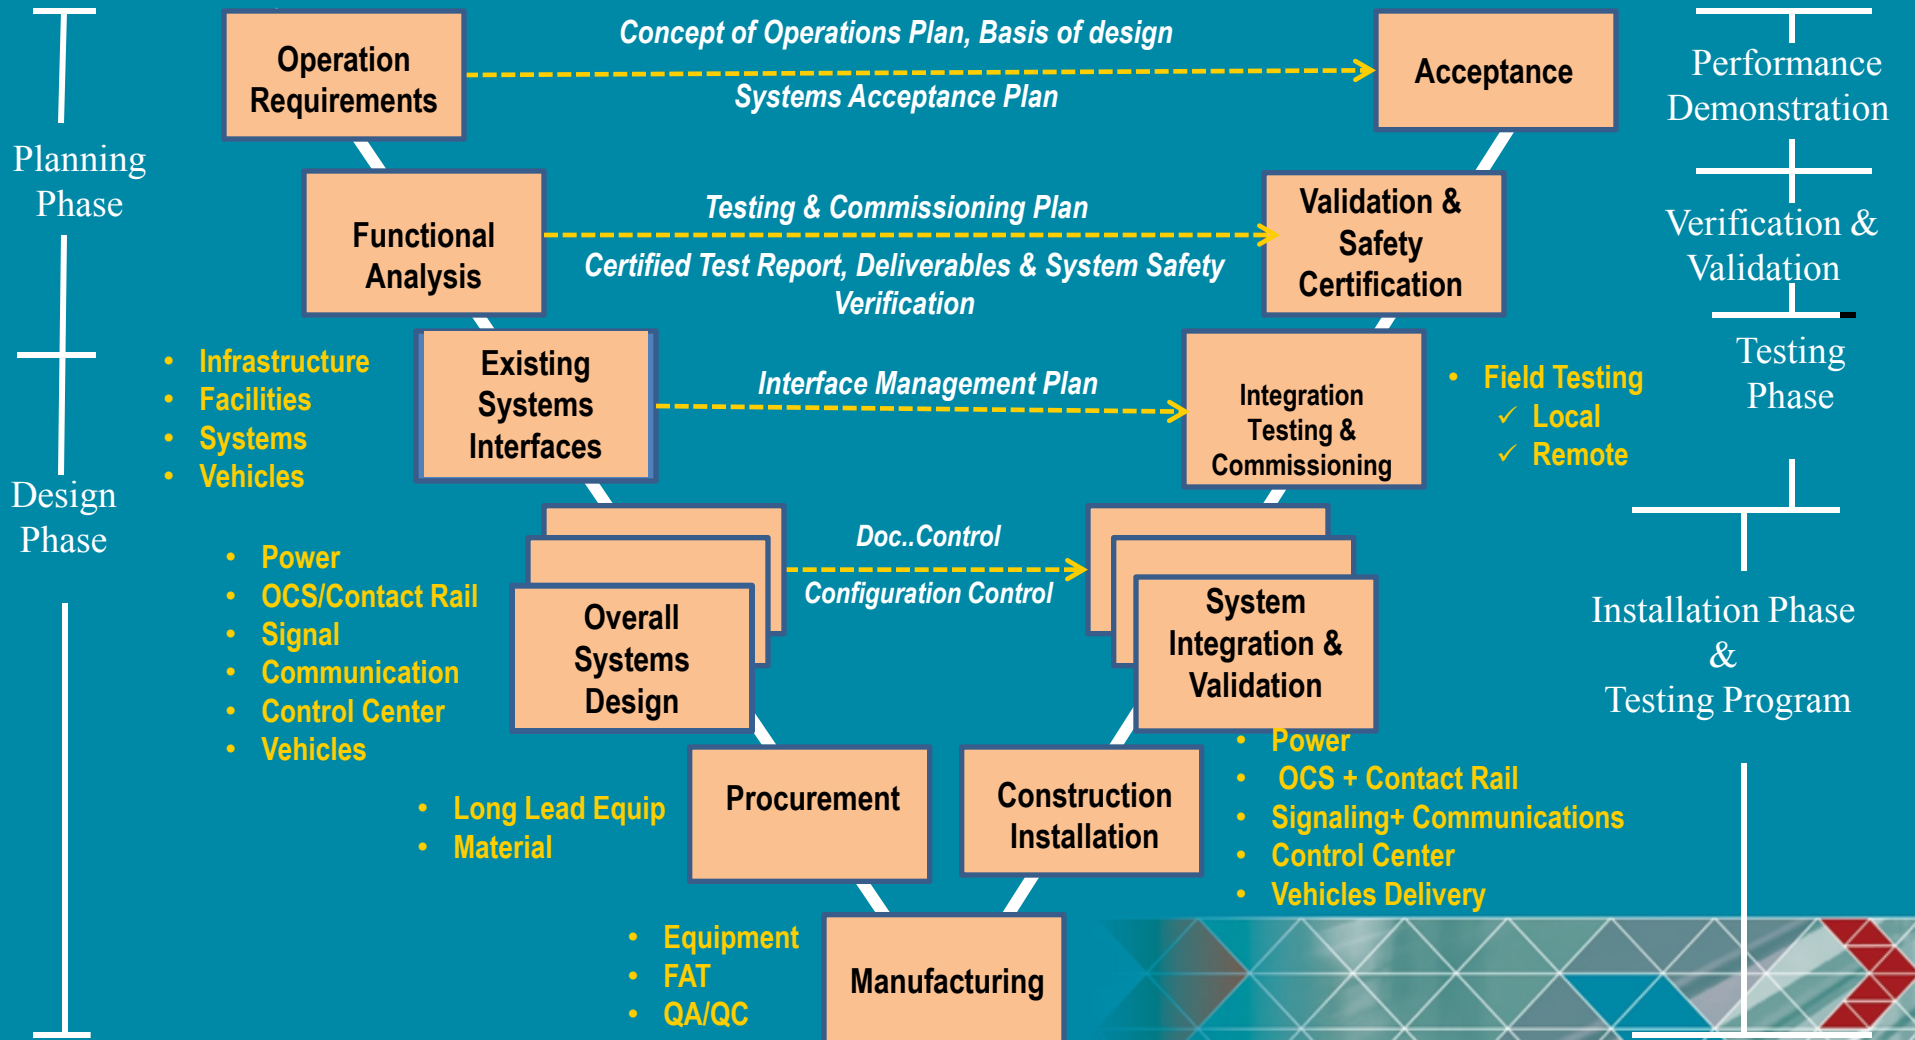 Operation
Requirements
Concept of Operations Plan, Basis of design
Systems Acceptance Plan
Acceptance
Performance
Demonstration
Planning
Phase
Functional
Analysis
Testing & Commissioning Plan
Certified Test Report, Deliverables & System Safety
Verification
Validation &
Safety
Certification
Verification &
Validation
• Infrastructure
• Facilities
• Systems
• Vehicles
Existing
Systems
Interfaces
Interface Management Plan
Integration
Testing &
Commissioning
• Field Testing
✓ Local
✓ Remote
Testing
Phase
Design
Phase
• Power
• OCS/Contact Rail
• Signal
• Communication
• Control Center
• Vehicles
Overall
Systems
Design
Doc..Control
Configuration Control
System
Integration &
Validation
Installation Phase
&
Testing Program
• Long Lead Equip
• Material
Procurement
Construction
Installation
• Power
• OCS + Contact Rail
• Signaling+ Communications
• Control Center
• Vehicles Delivery
• Equipment
• FAT
• QA/QC
Manufacturing